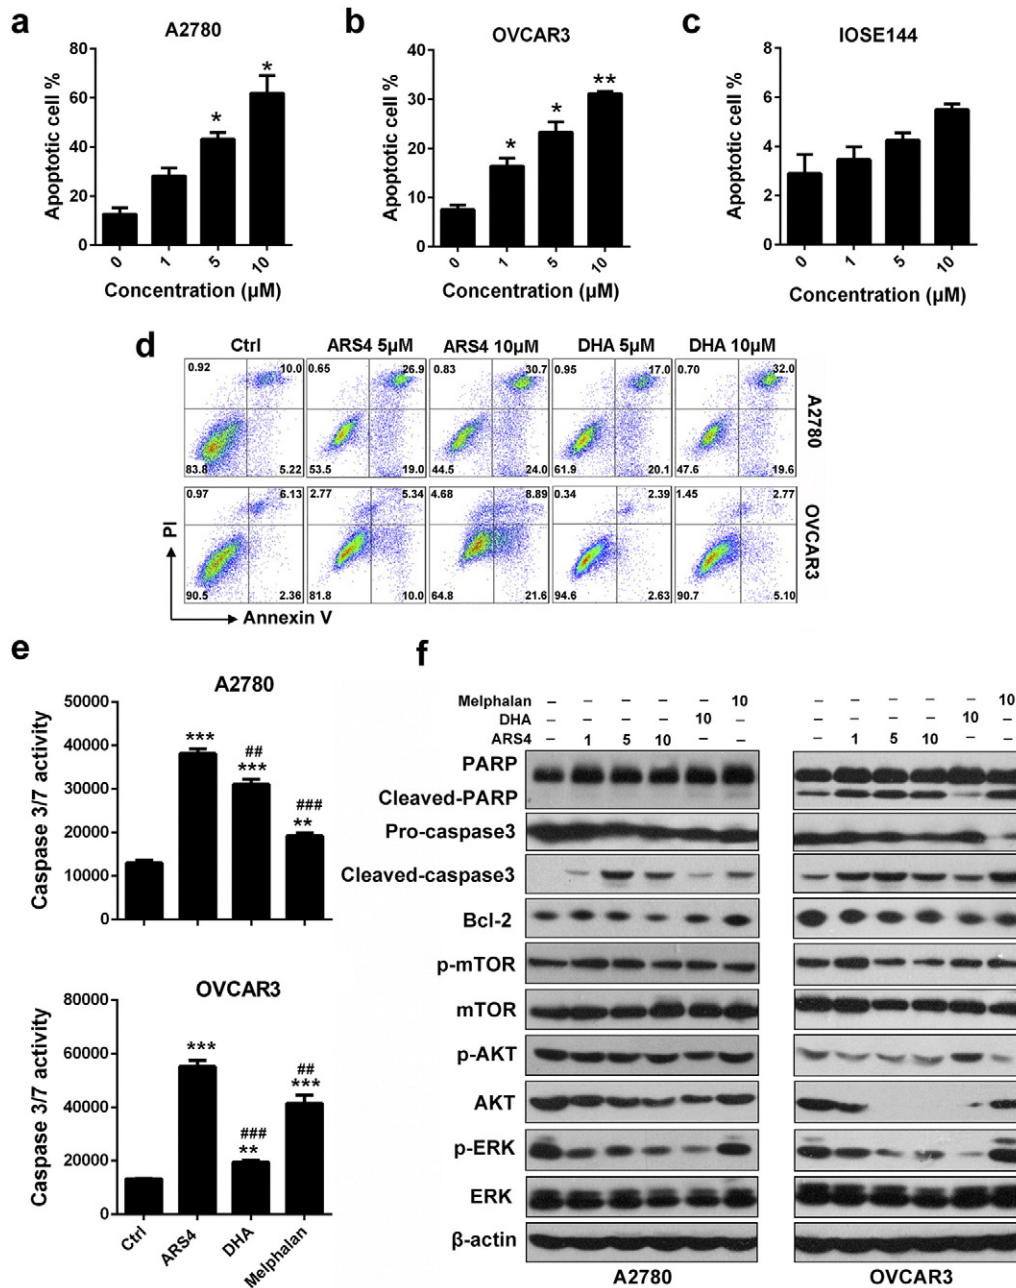 a
A2780
Apoptotic cell %
80
60
40
20
0
*
*
0 1 5 10
Concentration (µM)
b
OVCAR3
Apoptotic cell %
40
30
20
10
0
*
*
**
0 1 5 10
Concentration (µM)
c
IOSE144
Apoptotic cell %
8
6
4
2
0
0 1 5 10
Concentration (µM)
d
Ctrl ARS4 5µM ARS4 10µM DHA 5µM DHA 10µM
0.92 10.0 0.65 26.9 0.83 30.7 0.95 17.0 0.70 32.0
83.8 5.22 53.5 19.0 44.5 24.0 61.9 20.1 47.6 19.6
A2780
0.97 6.13 2.77 5.34 4.68 8.89 0.34 2.39 1.45 2.77
90.5 2.36 81.8 10.0 64.8 21.6 94.6 2.63 90.7 5.10
OVCAR3
PI
Annexin V
e
A2780
Caspase 3/7 activity
50000
40000
30000
20000
10000
0
***
##
***
###
**
OVCAR3
Caspase 3/7 activity
80000
60000
40000
20000
0
***
###
**
##
***
Ctrl ARS4 DHA Melphalan
f
Melphalan – – – – – 10 – – – – – 10
DHA – – – – 10 – – – – – 10 –
ARS4 – 1 5 10 – – – 1 5 10 – –
PARP
Cleaved-PARP
Pro-caspase3
Cleaved-caspase3
Bcl-2
p-mTOR
mTOR
p-AKT
AKT
p-ERK
ERK
β-actin
A2780 OVCAR3